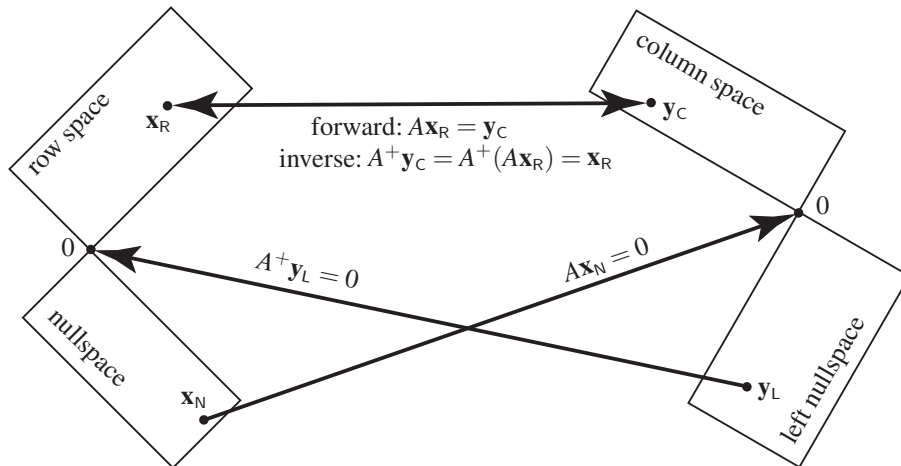 column space
row space
x_R
y_C
forward: Ax_R = y_C
inverse: A⁺y_C = A⁺(Ax_R) = x_R
0
0
A⁺y_L = 0
Ax_N = 0
nullspace
left nullspace
x_N
y_L